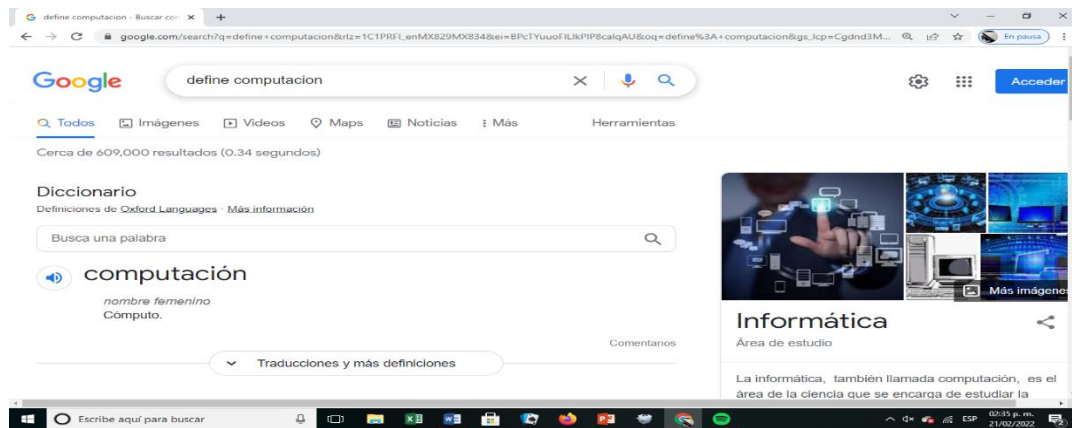 define computacion - Buscar con
google.com/search?q=define+computacion&rlz=1C1PRFI_enMX829MX834&ei=BPcTYuuoFILIkPIP8calqAU&oq=define%3A+computacion&gs_lcp=Cgdnd3M...
En pausa
Google
define computacion
Acceder
Todos Imágenes Videos Maps Noticias Más Herramientas
Cerca de 609,000 resultados (0.34 segundos)
Diccionario
Definiciones de Oxford Languages · Más información
Busca una palabra
computación
nombre femenino
Cómputo.
Comentarios
Traducciones y más definiciones
Más imágenes
Informática
Área de estudio
La informática, también llamada computación, es el
área de la ciencia que se encarga de estudiar la
Escribe aquí para buscar
ESP
02:35 p. m.
21/02/2022
2